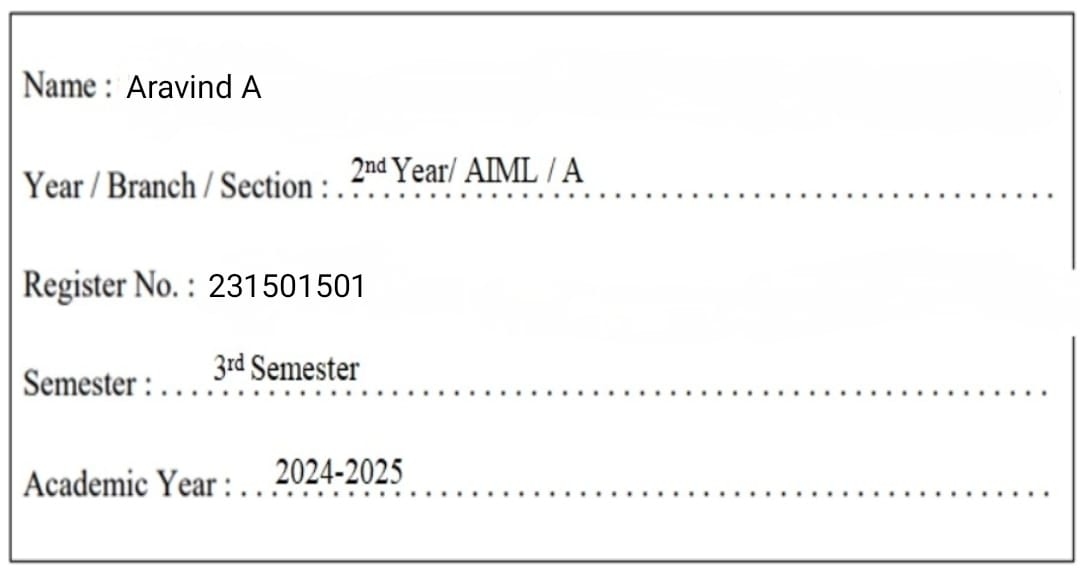 Name : Aravind A
Year / Branch / Section : . 2nd Year/ AIML / A . . . . . . . . . . . . . . . . . . . . . . . . . . . . . .
Register No. : 231501501
Semester : . . . . 3rd Semester . . . . . . . . . . . . . . . . . . . . . . . . . . . . . . . . . . . . . . . . . . . . .
Academic Year : . . . 2024-2025 . . . . . . . . . . . . . . . . . . . . . . . . . . . . . . . . . . . . . . . . . .